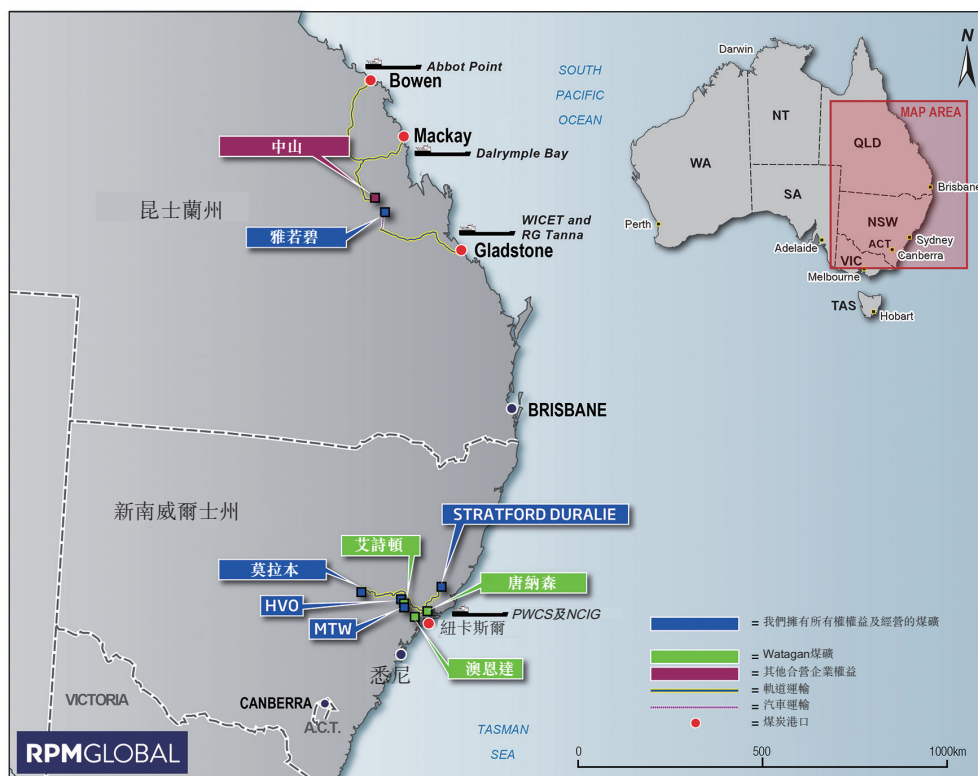 Abbot Point
Bowen
SOUTH
PACIFIC
OCEAN
Mackay
Dalrymple Bay
中山
昆士蘭州
雅若碧
WICET and
RG Tanna
Gladstone
BRISBANE
新南威爾士州
STRATFORD DURALIE
艾詩頓
莫拉本
唐納森
HVO
MTW
PWCS及NCIG
紐卡斯爾
澳恩達
悉尼
VICTORIA
CANBERRA
A.C.T.
TASMAN
SEA
RPMGLOBAL
N
Darwin
MAP AREA
NT
QLD
WA
SA
Brisbane
NSW
Perth
Sydney
ACT
Adelaide
Canberra
VIC
Melbourne
TAS
Hobart
= 我們擁有所有權權益及經營的煤礦
= Watagan煤礦
= 其他合營企業權益
= 軌道運輸
= 汽車運輸
= 煤炭港口
0 500 1000km